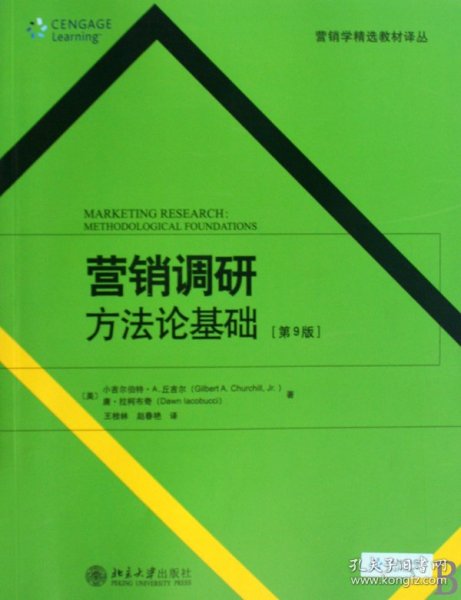 CENGAGE
Learning™
营销学精选教材译丛
MARKETING RESEARCH:
METHODOLOGICAL FOUNDATIONS
营销调研
方法论基础 [第9版]
〔美〕小吉尔伯特·A.丘吉尔(Gilbert A. Churchill, Jr.)
唐·拉柯布奇(Dawn Iacobucci) 著
王桂林 赵春艳 译
北京大学出版社
PEKING UNIVERSITY PRESS
孔夫子旧书网
www.kongfz.com
B